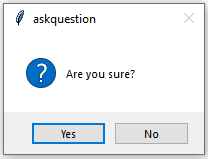 askquestion
Are you sure?
Yes
No